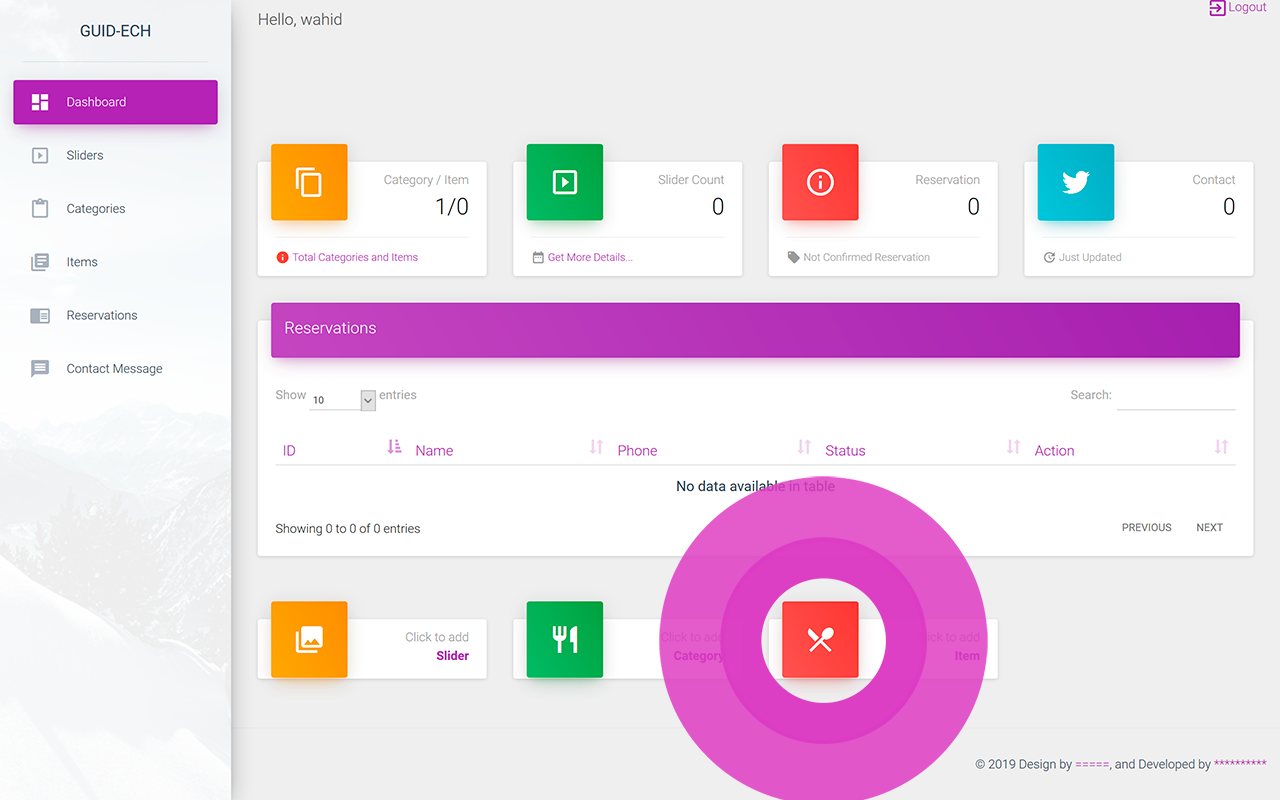 GUID-ECH
Hello, wahid
Logout
Dashboard
Sliders
Categories
Items
Reservations
Contact Message
Category / Item
1/0
Total Categories and Items
Slider Count
0
Get More Details...
Reservation
0
Not Confirmed Reservation
Contact
0
Just Updated
Reservations
Show 10 entries
Search:
ID Name Phone Status Action
No data available in table
Showing 0 to 0 of 0 entries
PREVIOUS NEXT
Click to add
Slider
Click to add
Category
Click to add
Item
© 2019 Design by =====, and Developed by **********